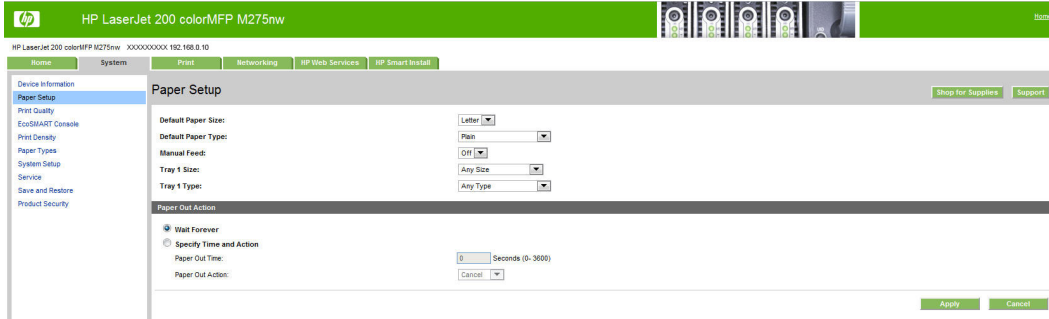 hp
HP LaserJet 200 colorMFP M275nw
Home
HP LaserJet 200 colorMFP M275nw XXXXXXXXX 192.168.0.10
Home System Print Networking HP Web Services HP Smart Install
Device Information
Paper Setup
Print Quality
EcoSMART Console
Print Density
Paper Types
System Setup
Service
Save and Restore
Product Security
Paper Setup
Shop for Supplies Support
Default Paper Size: Letter
Default Paper Type: Plain
Manual Feed: Off
Tray 1 Size: Any Size
Tray 1 Type: Any Type
Paper Out Action
Wait Forever
Specify Time and Action
Paper Out Time: 0 Seconds (0- 3600)
Paper Out Action: Cancel
Apply Cancel